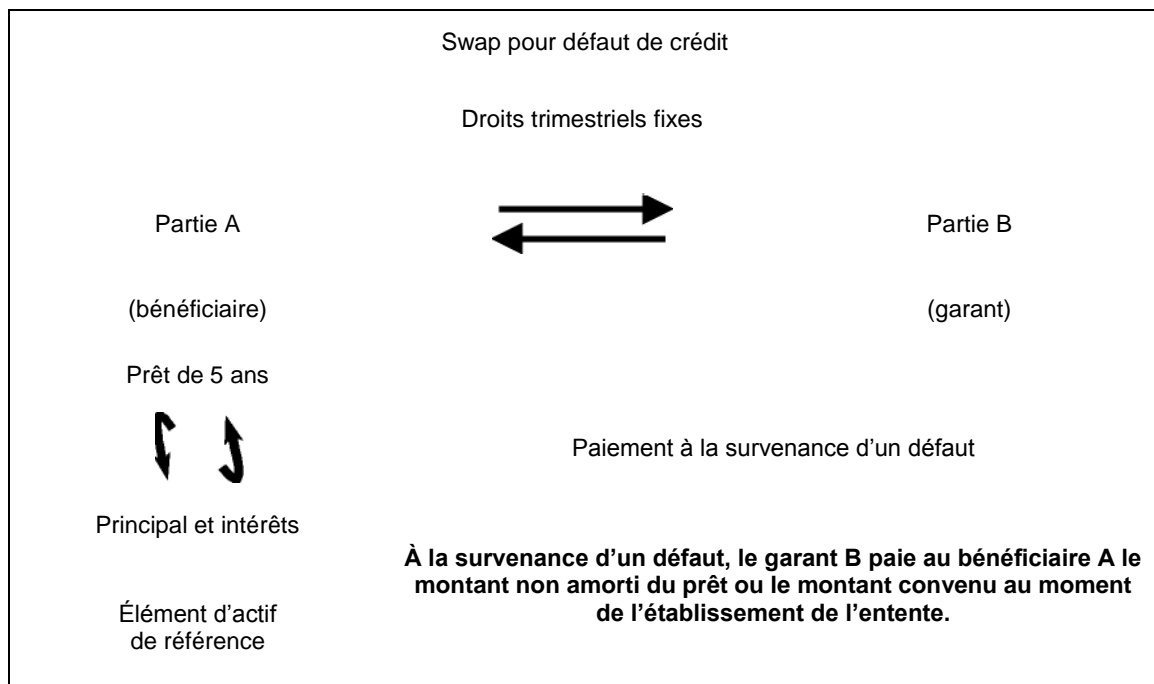 Swap pour défaut de crédit
Droits trimestriels fixes
Partie A
Partie B
(bénéficiaire)
(garant)
Prêt de 5 ans
Paiement à la survenance d’un défaut
Principal et intérêts
À la survenance d’un défaut, le garant B paie au bénéficiaire A le
montant non amorti du prêt ou le montant convenu au moment
de l’établissement de l’entente.
Élément d’actif
de référence